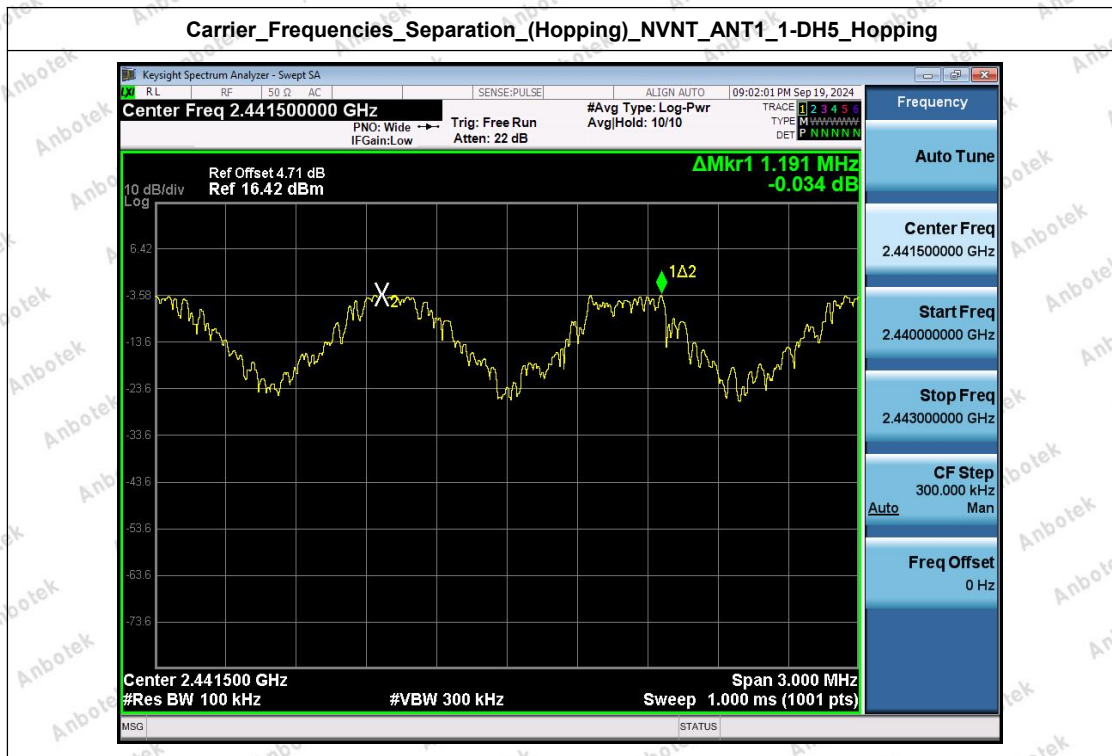 Carrier_Frequencies_Separation_(Hopping)_NVNT_ANT1_1-DH5_Hopping
Keysight Spectrum Analyzer - Swept SA
LXI RL RF 50 Ω AC SENSE:PULSE ALIGN AUTO 09:02:01 PM Sep 19, 2024
Center Freq 2.441500000 GHz
PNO: Wide
IFGain:Low
Trig: Free Run
Atten: 22 dB
#Avg Type: Log-Pwr
Avg|Hold: 10/10
TRACE 1 2 3 4 5 6
TYPE M WWWWW
DET P N N N N N
Ref Offset 4.71 dB
10 dB/div Ref 16.42 dBm
Log
ΔMkr1 1.191 MHz
-0.034 dB
6.42
-3.58
-13.6
-23.6
-33.6
-43.6
-53.6
-63.6
-73.6
2
1Δ2
Center 2.441500 GHz Span 3.000 MHz
#Res BW 100 kHz #VBW 300 kHz Sweep 1.000 ms (1001 pts)
MSG STATUS
Frequency
Auto Tune
Center Freq
2.441500000 GHz
Start Freq
2.440000000 GHz
Stop Freq
2.443000000 GHz
CF Step
300.000 kHz
Auto Man
Freq Offset
0 Hz
Anbotek